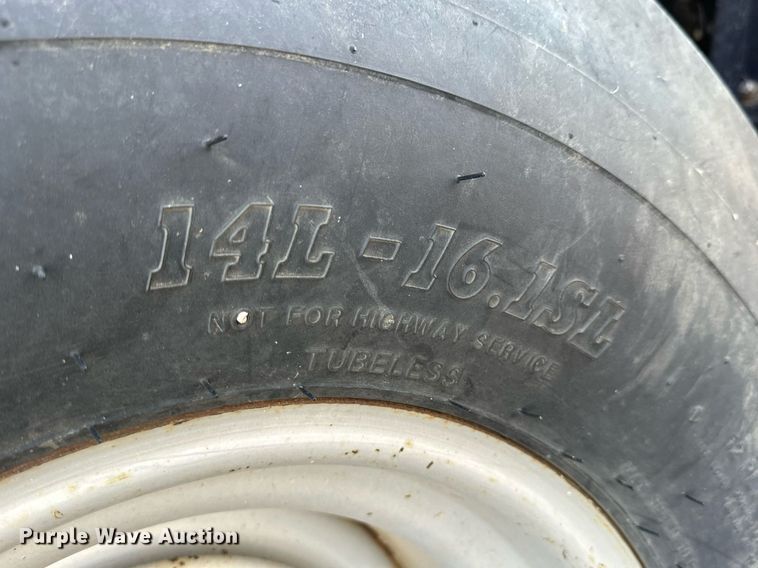 14L - 16.1SL
NOT FOR HIGHWAY SERVICE
TUBELESS
Purple Wave Auction